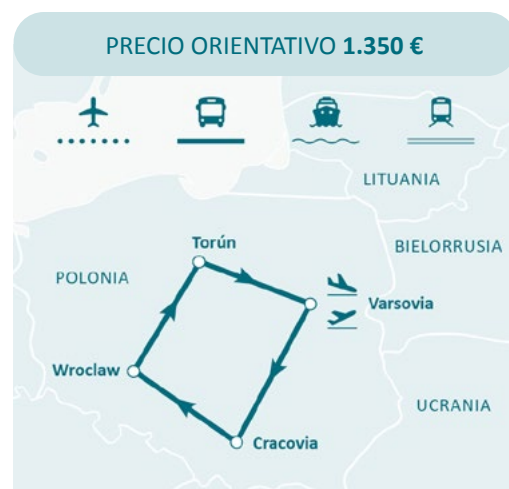 PRECIO ORIENTATIVO 1.350 €
LITUANIA
Torún
BIELORRUSIA
POLONIA
Varsovia
Wroclaw
UCRANIA
Cracovia